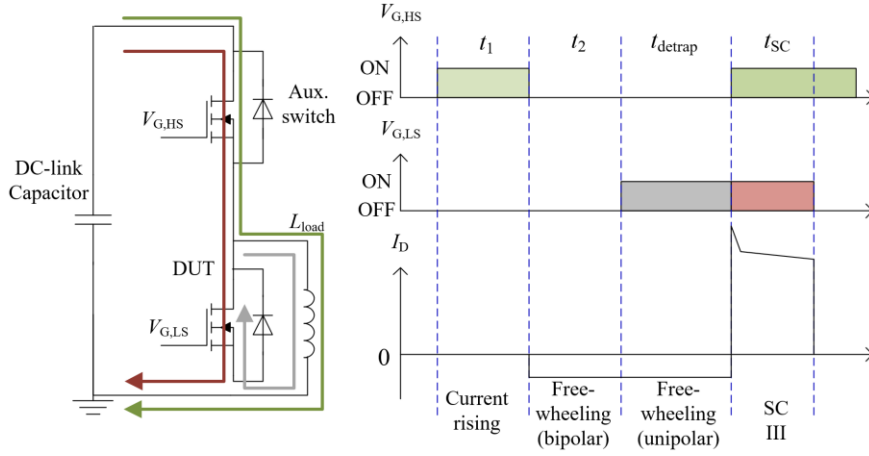 V_G,HS
Aux.
switch
DC-link
Capacitor
L_load
DUT
V_G,LS
V_G,HS
t_1 t_2 t_detrap t_SC
ON
OFF
V_G,LS
ON
OFF
I_D
0
Current
rising
Free-
wheeling
(bipolar)
Free-
wheeling
(unipolar)
SC
III